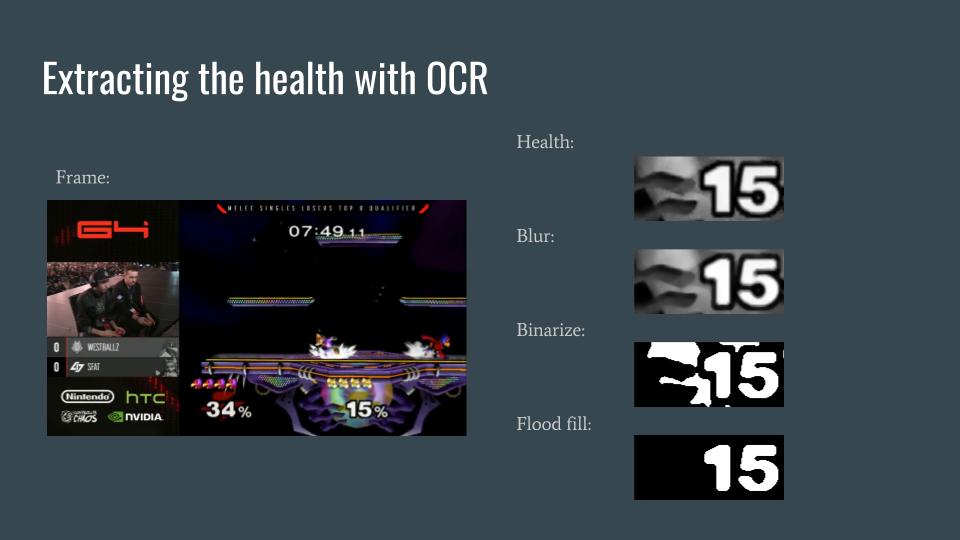 Extracting the health with OCR
Frame:
G4
MELEE SINGLES LOSERS TOP 8 QUALIFIER
07:49 11
0 WESTBALLZ
0 SFAT
Nintendo
hTC
CHAOS
NVIDIA
34%
15%
Health:
15
Blur:
15
Binarize:
15
Flood fill:
15